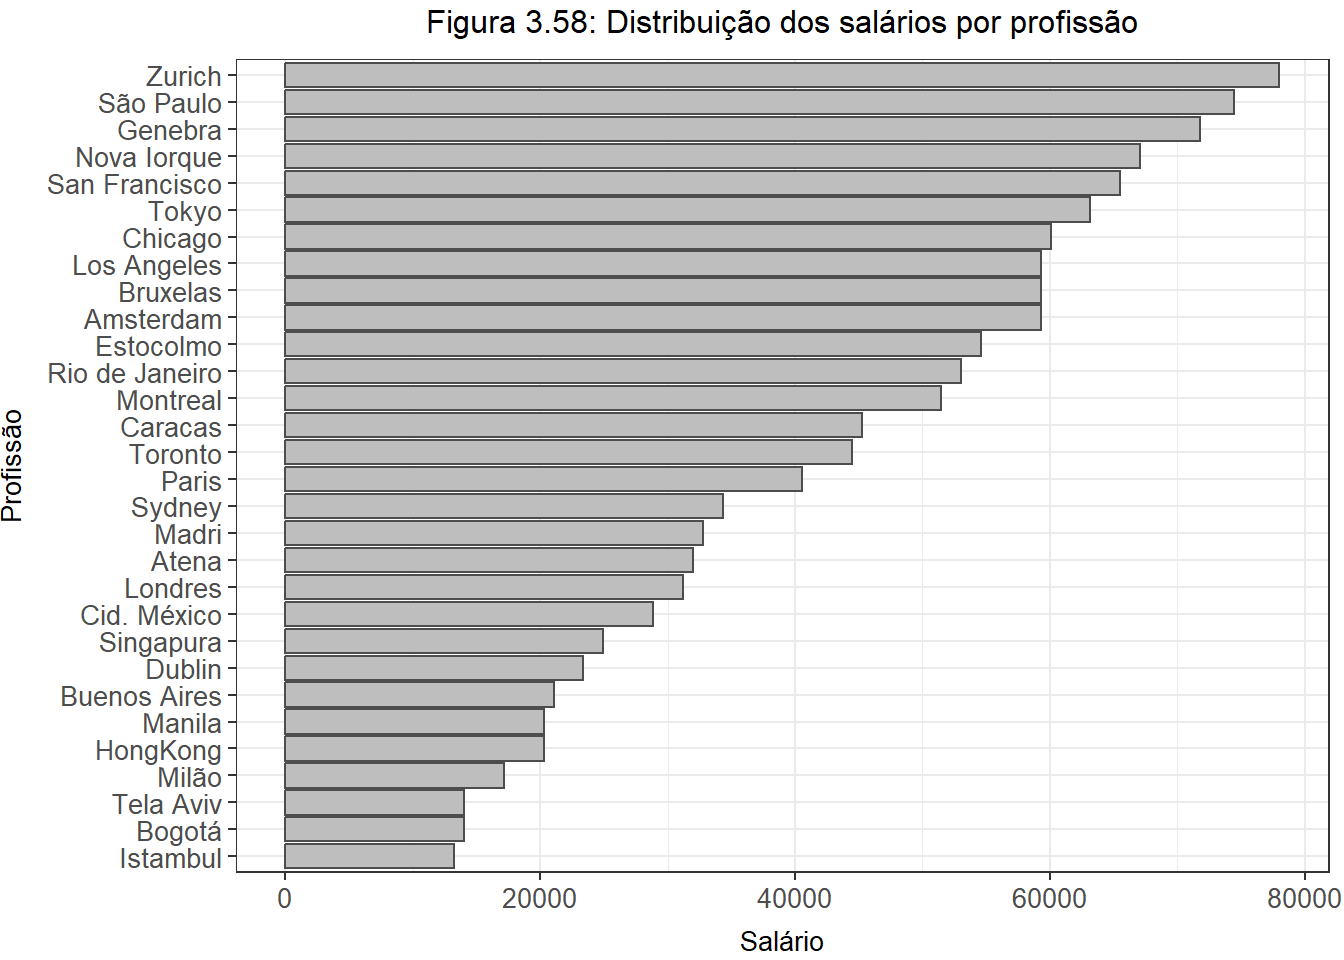 Figura 3.58: Distribuição dos salários por profissão
Zurich
São Paulo
Genebra
Nova Iorque
San Francisco
Tokyo
Chicago
Los Angeles
Bruxelas
Amsterdam
Estocolmo
Rio de Janeiro
Montreal
Caracas
Toronto
Paris
Sydney
Madri
Atena
Londres
Cid. México
Singapura
Dublin
Buenos Aires
Manila
HongKong
Milão
Tela Aviv
Bogotá
Istambul
Profissão
0 20000 40000 60000 80000
Salário